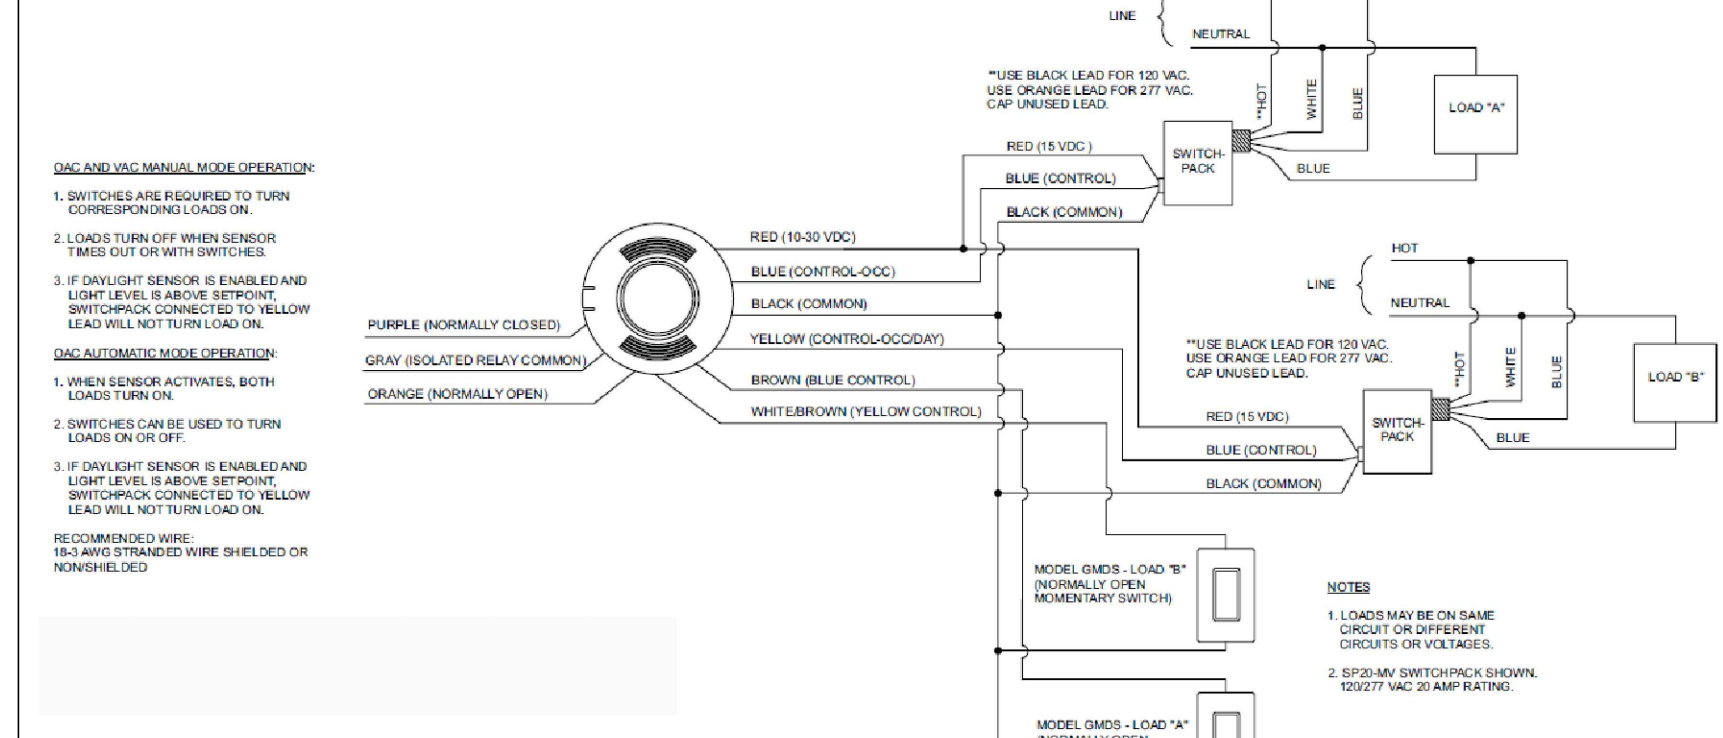 OAC AND VAC MANUAL MODE OPERATION:
1. SWITCHES ARE REQUIRED TO TURN
CORRESPONDING LOADS ON.
2. LOADS TURN OFF WHEN SENSOR
TIMES OUT OR WITH SWITCHES.
3. IF DAYLIGHT SENSOR IS ENABLED AND
LIGHT LEVEL IS ABOVE SETPOINT,
SWITCHPACK CONNECTED TO YELLOW
LEAD WILL NOT TURN LOAD ON.
OAC AUTOMATIC MODE OPERATION:
1. WHEN SENSOR ACTIVATES, BOTH
LOADS TURN ON.
2. SWITCHES CAN BE USED TO TURN
LOADS ON OR OFF.
3. IF DAYLIGHT SENSOR IS ENABLED AND
LIGHT LEVEL IS ABOVE SETPOINT,
SWITCHPACK CONNECTED TO YELLOW
LEAD WILL NOT TURN LOAD ON.
RECOMMENDED WIRE:
18-3 AWG STRANDED WIRE SHIELDED OR
NON/SHIELDED
PURPLE (NORMALLY CLOSED)
GRAY (ISOLATED RELAY COMMON)
ORANGE (NORMALLY OPEN)
RED (10-30 VDC)
BLUE (CONTROL-OCC)
BLACK (COMMON)
YELLOW (CONTROL-OCC/DAY)
BROWN (BLUE CONTROL)
WHITE/BROWN (YELLOW CONTROL)
LINE
NEUTRAL
**USE BLACK LEAD FOR 120 VAC.
USE ORANGE LEAD FOR 277 VAC.
CAP UNUSED LEAD.
**HOT
WHITE
BLUE
LOAD "A"
RED (15 VDC )
BLUE (CONTROL)
BLACK (COMMON)
SWITCH-
PACK
BLUE
HOT
LINE
NEUTRAL
**USE BLACK LEAD FOR 120 VAC.
USE ORANGE LEAD FOR 277 VAC.
CAP UNUSED LEAD.
**HOT
WHITE
BLUE
LOAD "B"
RED (15 VDC)
BLUE (CONTROL)
BLACK (COMMON)
SWITCH-
PACK
BLUE
MODEL GMDS - LOAD "B"
(NORMALLY OPEN
MOMENTARY SWITCH)
MODEL GMDS - LOAD "A"
(NORMALLY OPEN
NOTES
1. LOADS MAY BE ON SAME
CIRCUIT OR DIFFERENT
CIRCUITS OR VOLTAGES.
2. SP20-MV SWITCHPACK SHOWN.
120/277 VAC 20 AMP RATING.